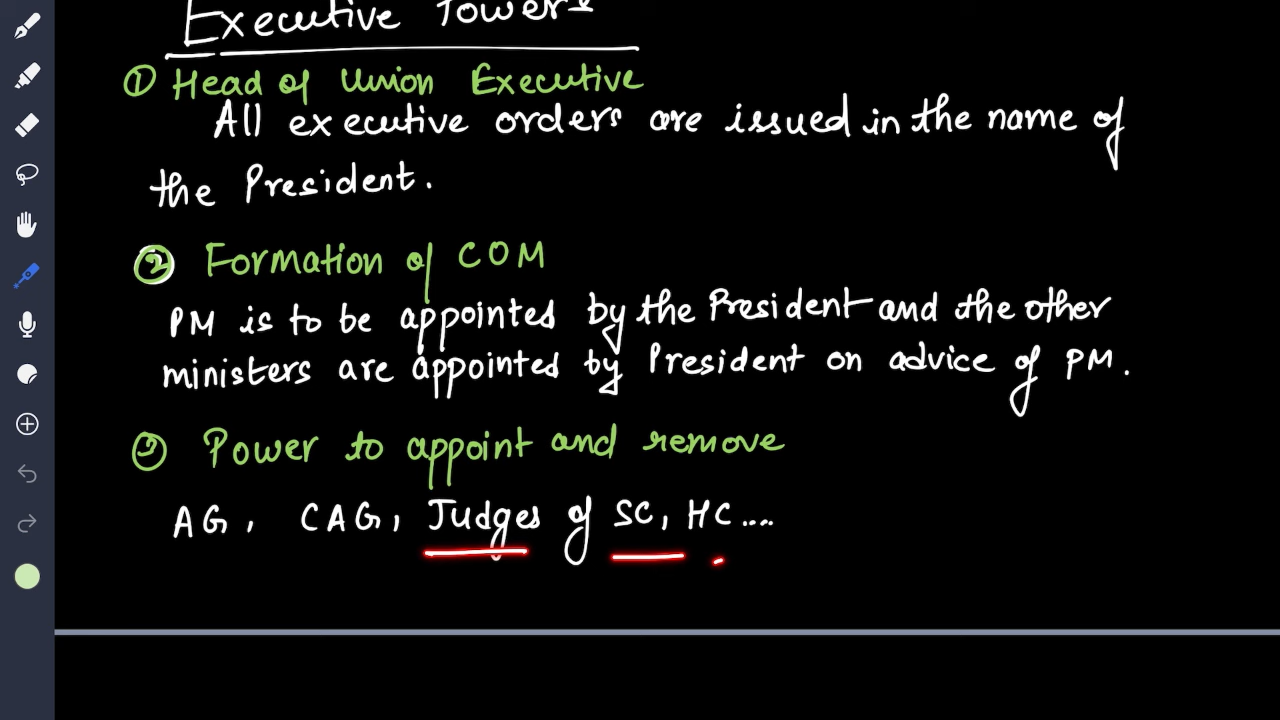 Executive Powers
① Head of Union Executive
All executive orders are issued in the name of
the President.
② Formation of COM
PM is to be appointed by the President and the other
ministers are appointed by President on advice of PM.
③ Power to appoint and remove
AG, CAG, Judges of SC, HC....